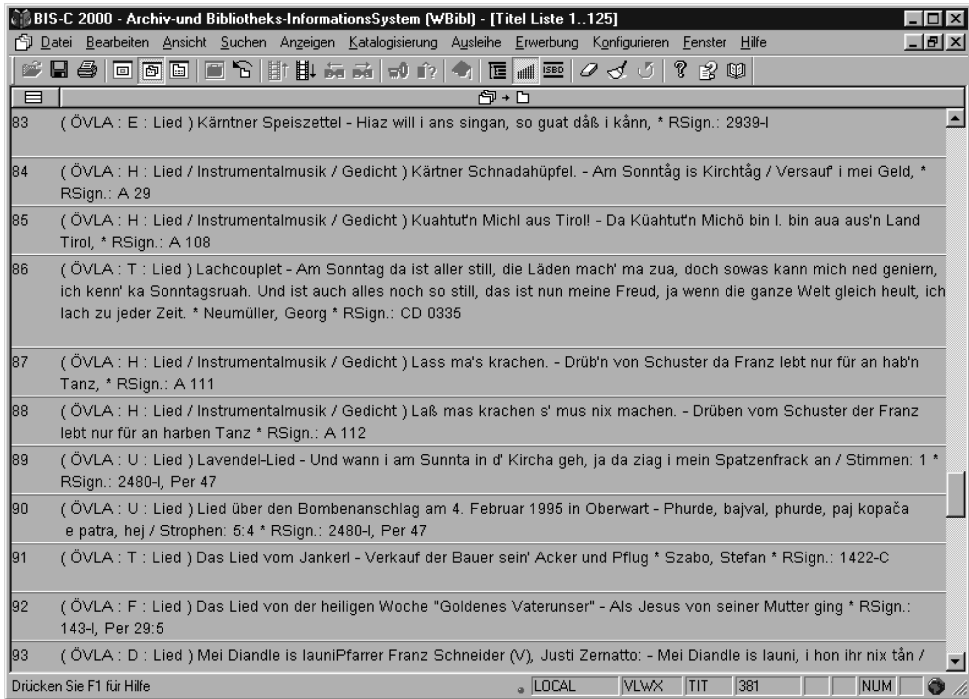 BIS-C 2000 - Archiv-und Bibliotheks-InformationsSystem (WBibl) - [Titel Liste 1..125]
Datei Bearbeiten Ansicht Suchen Anzeigen Katalogisierung Ausleihe Erwerbung Konfigurieren Fenster Hilfe
ISBD
83 ( ÖVLA : E : Lied ) Kärntner Speiszettel - Hiaz will i ans singan, so guat dåß i kånn, * RSign.: 2939-I
84 ( ÖVLA : H : Lied / Instrumentalmusik / Gedicht ) Kärtner Schnadahüpfel. - Am Sonntåg is Kirchtåg / Versauf' i mei Geld, *
RSign.: A 29
85 ( ÖVLA : H : Lied / Instrumentalmusik / Gedicht ) Kuahtut'n Michl aus Tirol! - Da Küahtut'n Michö bin I. bin aua aus'n Land
Tirol, * RSign.: A 108
86 ( ÖVLA : T : Lied ) Lachcouplet - Am Sonntag da ist aller still, die Läden mach' ma zua, doch sowas kann mich ned geniern,
ich kenn' ka Sonntagsruah. Und ist auch alles noch so still, das ist nun meine Freud, ja wenn die ganze Welt gleich heult, ich
lach zu jeder Zeit. * Neumüller, Georg * RSign.: CD 0335
87 ( ÖVLA : H : Lied / Instrumentalmusik / Gedicht ) Lass ma's krachen. - Drüb'n von Schuster da Franz lebt nur für an hab'n
Tanz, * RSign.: A 111
88 ( ÖVLA : H : Lied / Instrumentalmusik / Gedicht ) Laß mas krachen s' mus nix machen. - Drüben vom Schuster der Franz
lebt nur für an harben Tanz * RSign.: A 112
89 ( ÖVLA : U : Lied ) Lavendel-Lied - Und wann i am Sunnta in d' Kircha geh, ja da ziag i mein Spatzenfrack an / Stimmen: 1 *
RSign.: 2480-I, Per 47
90 ( ÖVLA : U : Lied ) Lied über den Bombenanschlag am 4. Februar 1995 in Oberwart - Phurde, bajval, phurde, paj kopača
e patra, hej / Strophen: 5:4 * RSign.: 2480-I, Per 47
91 ( ÖVLA : T : Lied ) Das Lied vom Jankerl - Verkauf der Bauer sein' Acker und Pflug * Szabo, Stefan * RSign.: 1422-C
92 ( ÖVLA : F : Lied ) Das Lied von der heiligen Woche "Goldenes Vaterunser" - Als Jesus von seiner Mutter ging * RSign.:
143-I, Per 29:5
93 ( ÖVLA : D : Lied ) Mei Diandle is launiPfarrer Franz Schneider (V), Justi Zernatto: - Mei Diandle is launi, i hon ihr nix tån /
Drücken Sie F1 für Hilfe LOCAL VLWX TIT 381 NUM